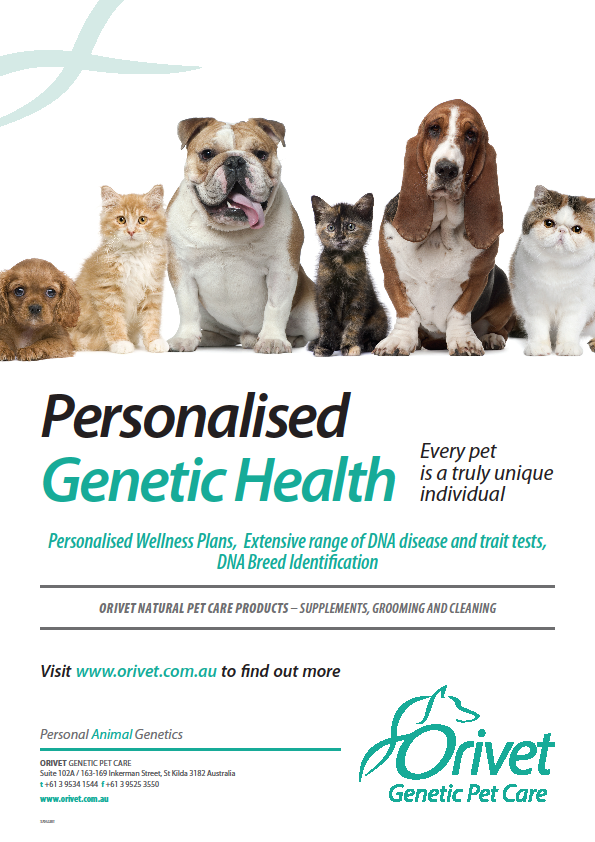 Personalised
Genetic Health
Every pet
is a truly unique
individual
Personalised Wellness Plans, Extensive range of DNA disease and trait tests,
DNA Breed Identification
ORIVET NATURAL PET CARE PRODUCTS – SUPPLEMENTS, GROOMING AND CLEANING
Visit www.orivet.com.au to find out more
Personal Animal Genetics
ORIVET GENETIC PET CARE
Suite 102A / 163-169 Inkerman Street, St Kilda 3182 Australia
t +61 3 9534 1544 f +61 3 9525 3550
www.orivet.com.au
Orivet
Genetic Pet Care